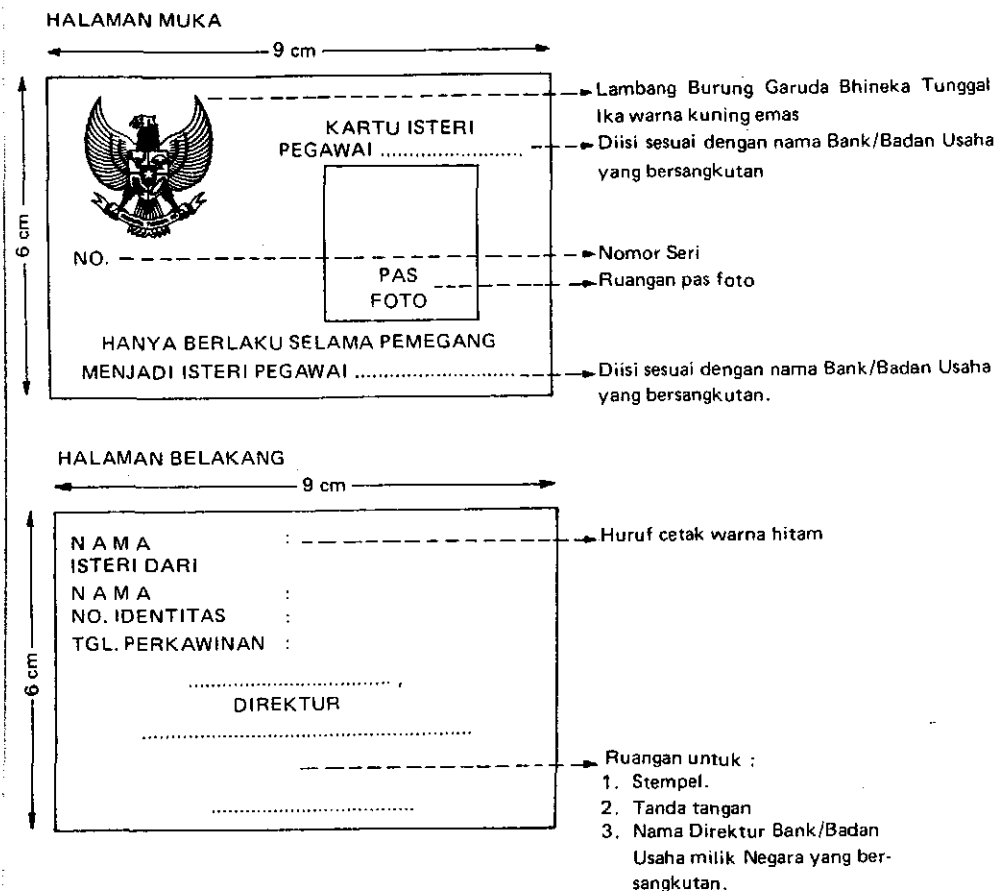 HALAMAN MUKA
9 cm
6 cm
KARTU ISTERI
PEGAWAI ........................
NO.
PAS
FOTO
HANYA BERLAKU SELAMA PEMEGANG
MENJADI ISTERI PEGAWAI ............................
Lambang Burung Garuda Bhineka Tunggal
Ika warna kuning emas
Diisi sesuai dengan nama Bank/Badan Usaha
yang bersangkutan
Nomor Seri
Ruangan pas foto
Diisi sesuai dengan nama Bank/Badan Usaha
yang bersangkutan.
HALAMAN BELAKANG
9 cm
6 cm
N A M A :
ISTERI DARI
N A M A :
NO. IDENTITAS :
TGL. PERKAWINAN :
.................................. ,
DIREKTUR
........................................................
..................................
Huruf cetak warna hitam
Ruangan untuk :
1. Stempel.
2. Tanda tangan
3. Nama Direktur Bank/Badan
Usaha milik Negara yang ber-
sangkutan.